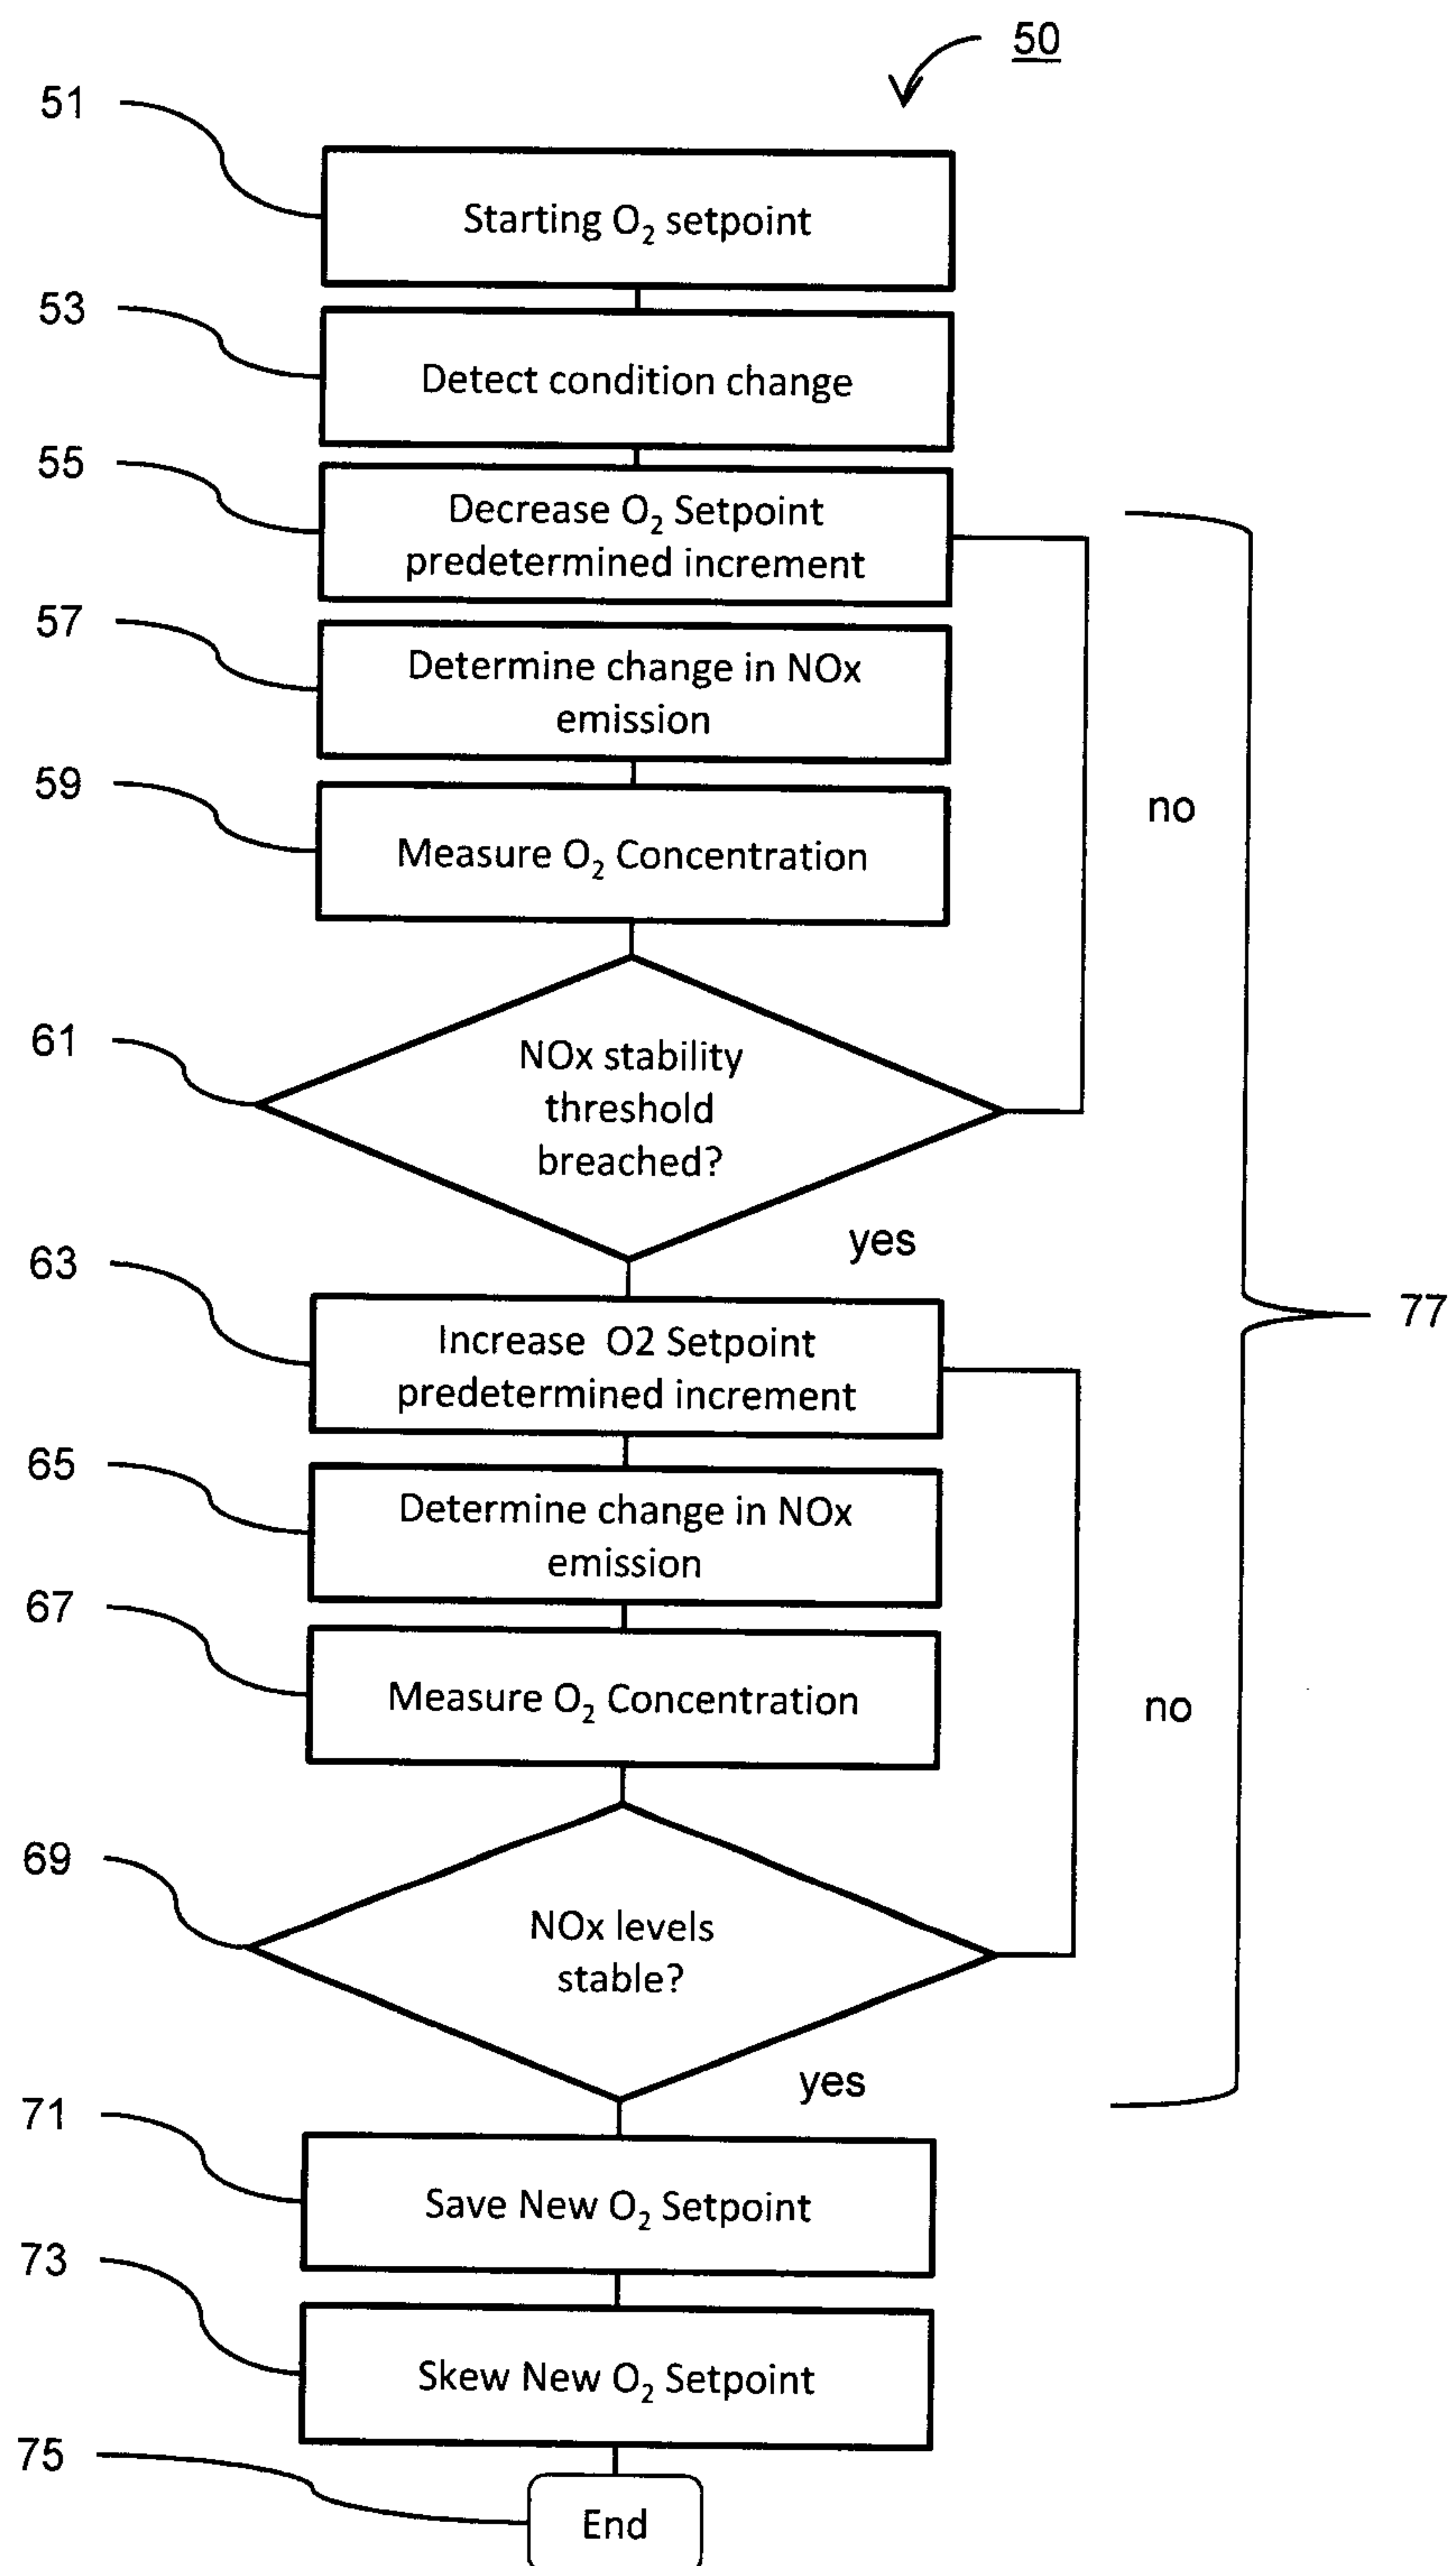 50
51
Starting O₂ setpoint
53
Detect condition change
55
Decrease O₂ Setpoint
predetermined increment
57
Determine change in NOx
emission
59
Measure O₂ Concentration
no
61
NOx stability
threshold
breached?
yes
63
Increase O2 Setpoint
predetermined increment
77
65
Determine change in NOx
emission
67
Measure O₂ Concentration
no
69
NOx levels
stable?
yes
71
Save New O₂ Setpoint
73
Skew New O₂ Setpoint
75
End